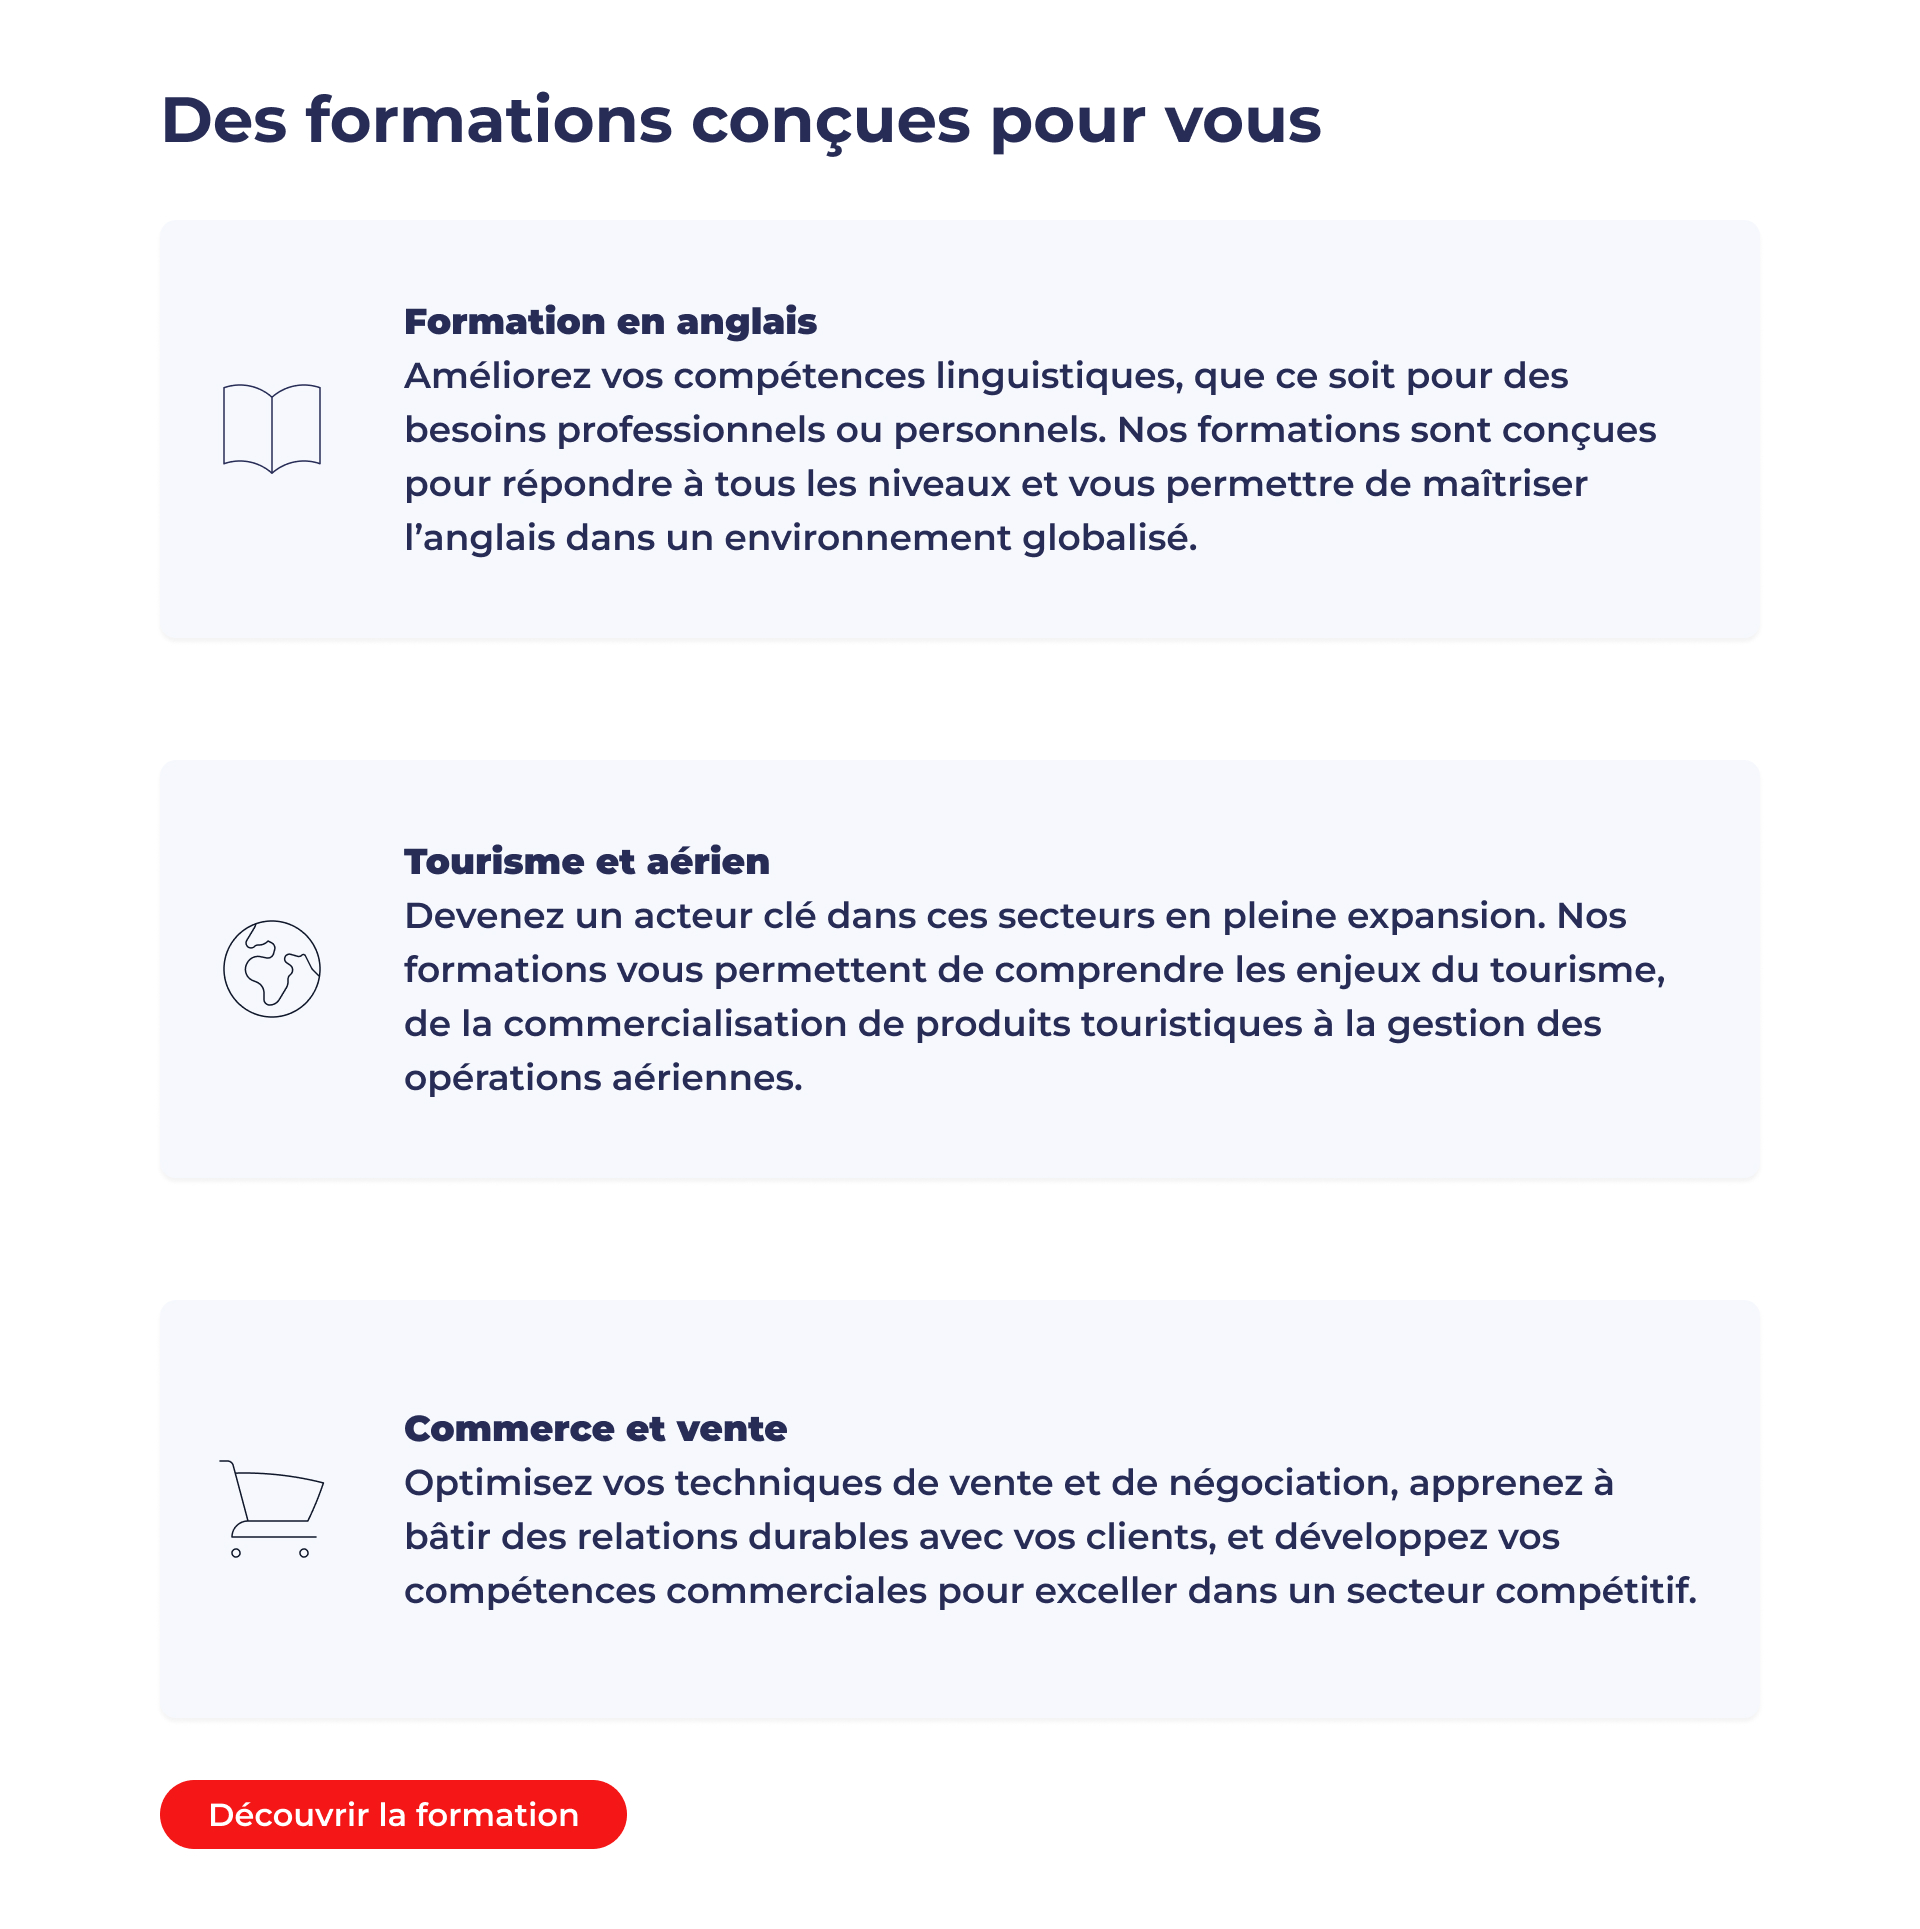 Des formations conçues pour vous
Formation en anglais
Améliorez vos compétences linguistiques, que ce soit pour des
besoins professionnels ou personnels. Nos formations sont conçues
pour répondre à tous les niveaux et vous permettre de maîtriser
l’anglais dans un environnement globalisé.
Tourisme et aérien
Devenez un acteur clé dans ces secteurs en pleine expansion. Nos
formations vous permettent de comprendre les enjeux du tourisme,
de la commercialisation de produits touristiques à la gestion des
opérations aériennes.
Commerce et vente
Optimisez vos techniques de vente et de négociation, apprenez à
bâtir des relations durables avec vos clients, et développez vos
compétences commerciales pour exceller dans un secteur compétitif.
Découvrir la formation